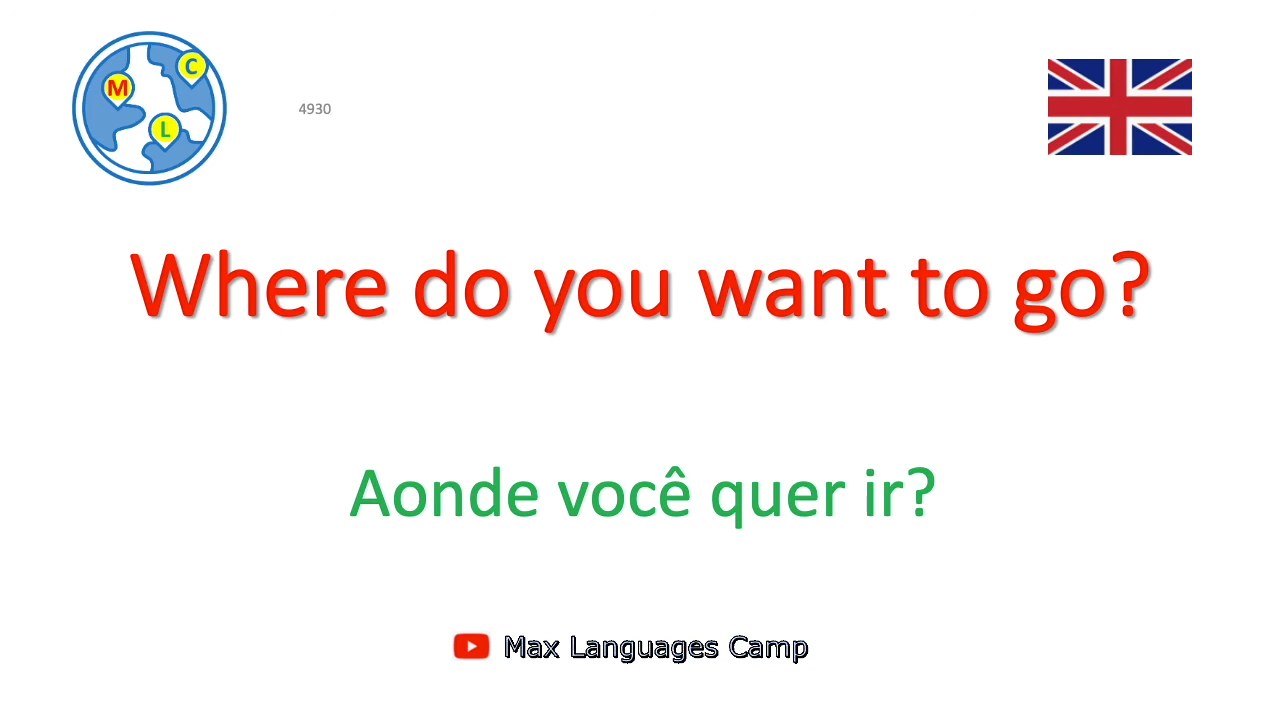 C
M
L
4930
Where do you want to go?
Aonde você quer ir?
Max Languages Camp